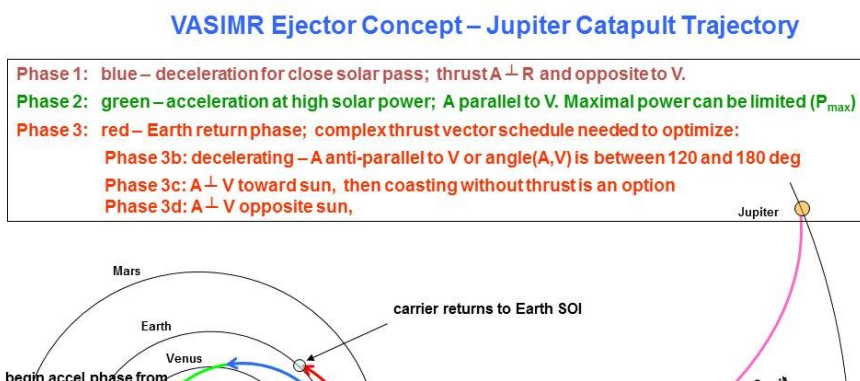 VASIMR Ejector Concept – Jupiter Catapult Trajectory
Phase 1: blue – deceleration for close solar pass; thrust A ⊥ R and opposite to V.
Phase 2: green – acceleration at high solar power; A parallel to V. Maximal power can be limited (Pmax)
Phase 3: red – Earth return phase; complex thrust vector schedule needed to optimize:
Phase 3b: decelerating – A anti-parallel to V or angle(A,V) is between 120 and 180 deg
Phase 3c: A ⊥ V toward sun, then coasting without thrust is an option
Phase 3d: A ⊥ V opposite sun,
Jupiter
Mars
carrier returns to Earth SOI
Earth
Venus
begin accel phase from